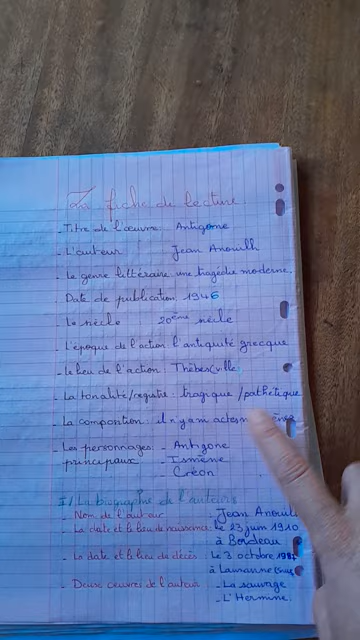 La fiche de lecture
- Titre de l'œuvre: Antigone
- L'auteur Jean Anouilh
- Le genre littéraire une tragédie moderne.
- Date de publication 1946
- Le siècle 20ème siècle
- L'époque de l'action l'antiquité grecque
- Le lieu de l'action: Thèbes (ville)
- La tonalité/registre: tragique / pathétique
- La composition: il n'y a ni actes ni
- Les personnages principaux - Antigone
- Ismème
- Créon
I/ La biographie de l'auteur
- Nom de l'auteur Jean Anouilh
- La date et le lieu de naissance: Le 23 juin 1910
à Bordeau
- La date et le lieu de décès: Le 3 octobre
à Lausanne
- Deux œuvres de l'auteur - La sauvage
- L'Hermine.